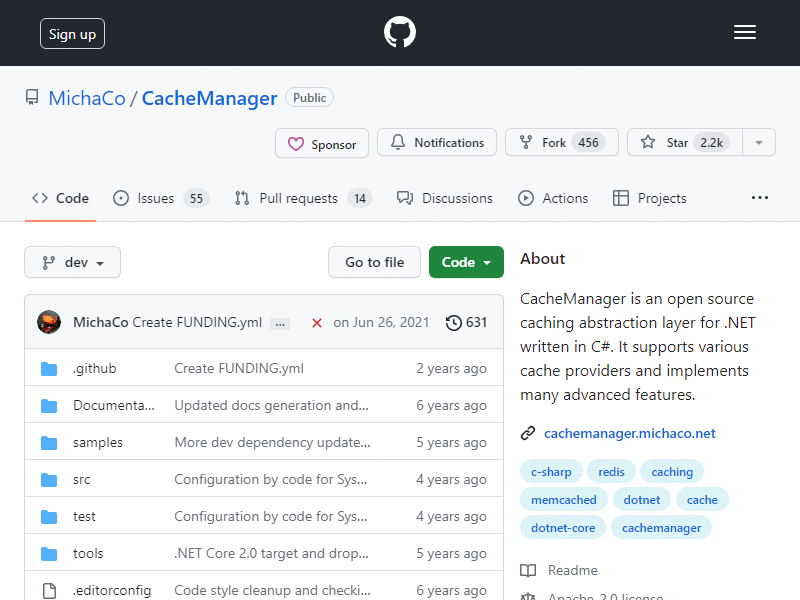 Sign up
MichaCo / CacheManager Public
Sponsor Notifications Fork 456 Star 2.2k
Code Issues 55 Pull requests 14 Discussions Actions Projects
dev Go to file Code
MichaCo Create FUNDING.yml ... on Jun 26, 2021 631
.github Create FUNDING.yml 2 years ago
Documenta... Updated docs generation and... 6 years ago
samples More dev dependency update... 5 years ago
src Configuration by code for Sys... 4 years ago
test Configuration by code for Sys... 4 years ago
tools .NET Core 2.0 target and drop... 5 years ago
.editorconfig Code style cleanup and checki... 6 years ago
About
CacheManager is an open source
caching abstraction layer for .NET
written in C#. It supports various
cache providers and implements
many advanced features.
cachemanager.michaco.net
c-sharp redis caching
memcached dotnet cache
dotnet-core cachemanager
Readme
Apache-2.0 license